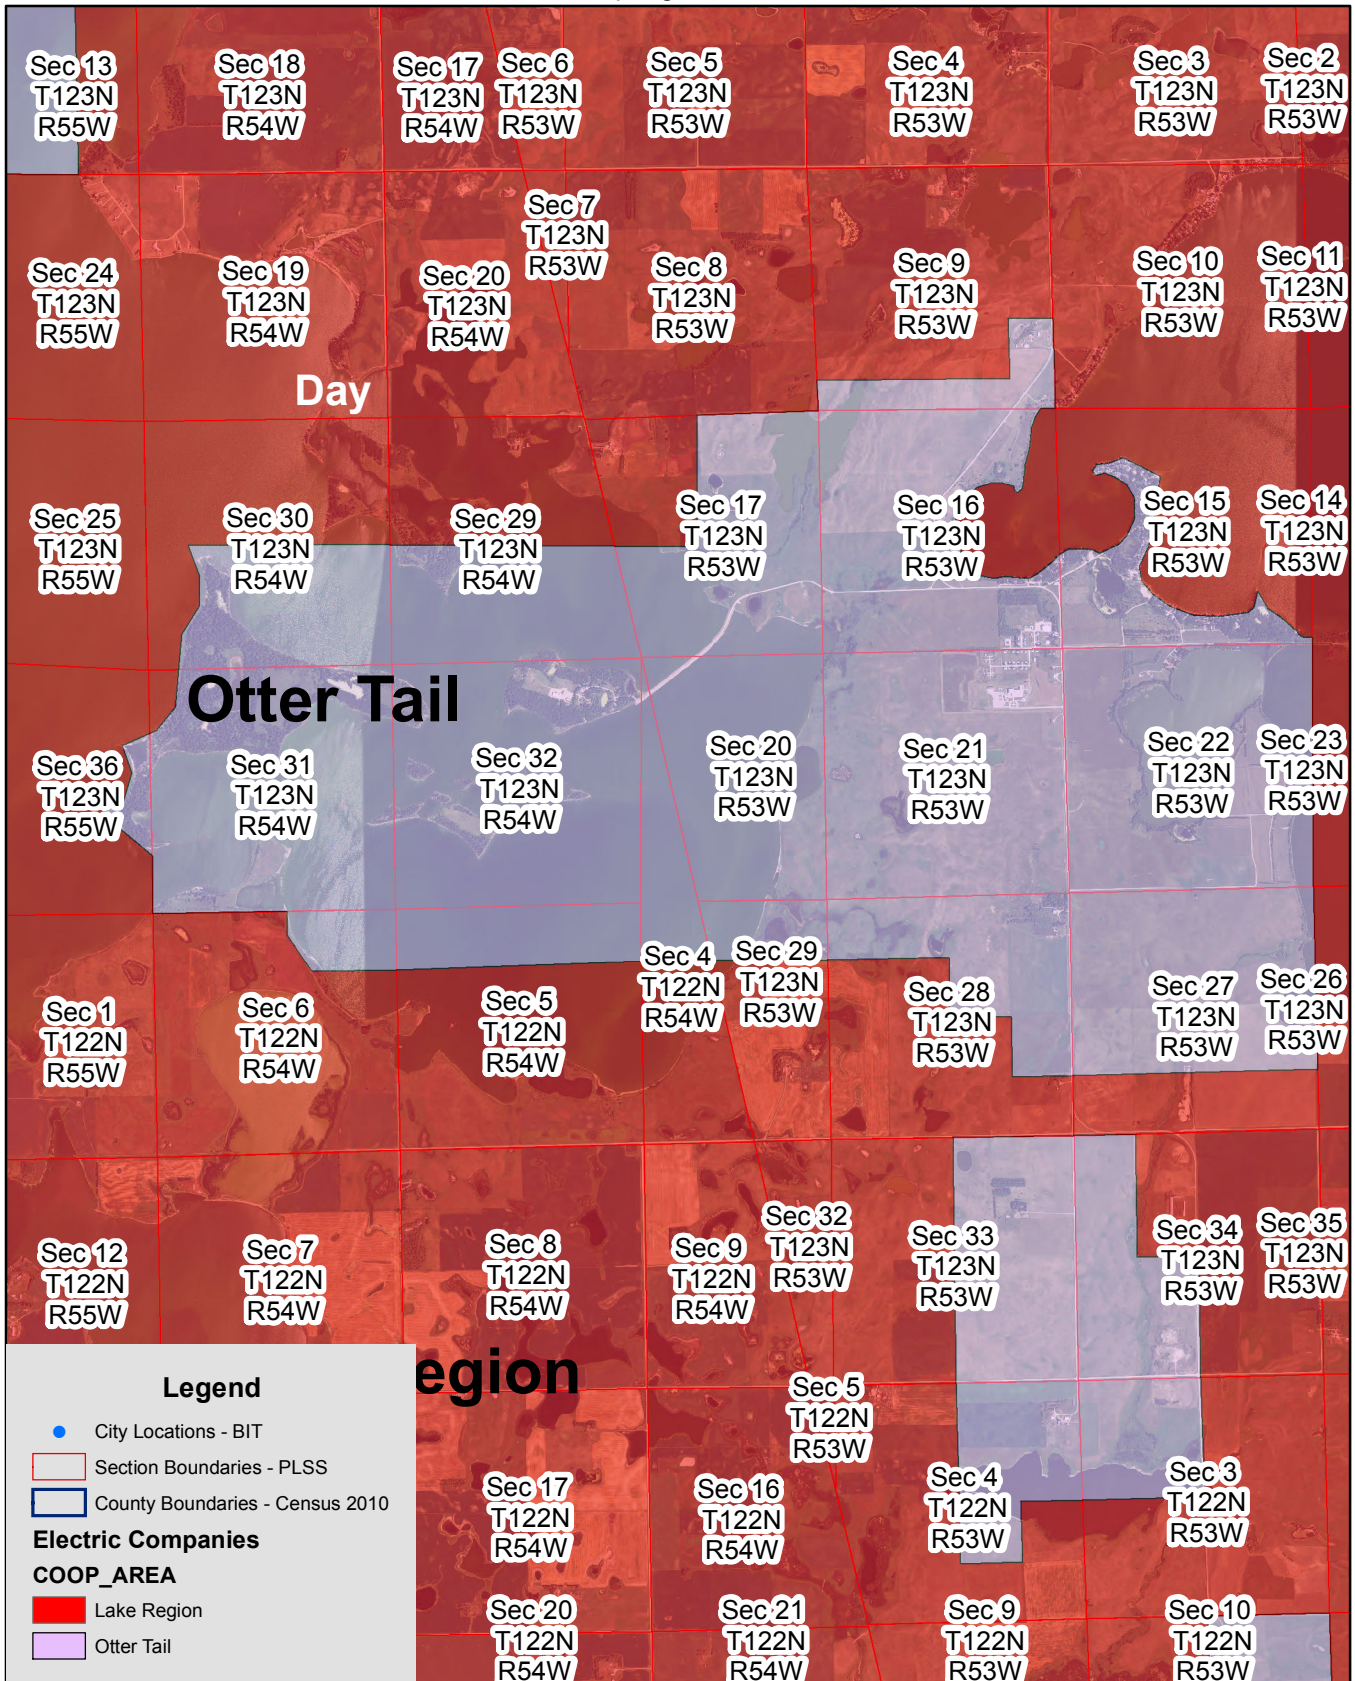 Sec 13
T123N
R55W
Sec 18
T123N
R54W
Sec 17
T123N
R54W
Sec 6
T123N
R53W
Sec 5
T123N
R53W
Sec 4
T123N
R53W
Sec 3
T123N
R53W
Sec 2
T123N
R53W
Sec 24
T123N
R55W
Sec 19
T123N
R54W
Sec 20
T123N
R54W
Sec 7
T123N
R53W
Sec 8
T123N
R53W
Sec 9
T123N
R53W
Sec 10
T123N
R53W
Sec 11
T123N
R53W
Day
Sec 25
T123N
R55W
Sec 30
T123N
R54W
Sec 29
T123N
R54W
Sec 17
T123N
R53W
Sec 16
T123N
R53W
Sec 15
T123N
R53W
Sec 14
T123N
R53W
Otter Tail
Sec 36
T123N
R55W
Sec 31
T123N
R54W
Sec 32
T123N
R54W
Sec 20
T123N
R53W
Sec 21
T123N
R53W
Sec 22
T123N
R53W
Sec 23
T123N
R53W
Sec 1
T122N
R55W
Sec 6
T122N
R54W
Sec 5
T122N
R54W
Sec 4
T122N
R54W
Sec 29
T123N
R53W
Sec 28
T123N
R53W
Sec 27
T123N
R53W
Sec 26
T123N
R53W
Sec 12
T122N
R55W
Sec 7
T122N
R54W
Sec 8
T122N
R54W
Sec 9
T122N
R54W
Sec 32
T123N
R53W
Sec 33
T123N
R53W
Sec 34
T123N
R53W
Sec 35
T123N
R53W
egion
Sec 5
T122N
R53W
Sec 17
T122N
R54W
Sec 16
T122N
R54W
Sec 4
T122N
R53W
Sec 3
T122N
R53W
Sec 20
T122N
R54W
Sec 21
T122N
R54W
Sec 9
T122N
R53W
Sec 10
T122N
R53W
Legend
City Locations - BIT
Section Boundaries - PLSS
County Boundaries - Census 2010
Electric Companies
COOP_AREA
Lake Region
Otter Tail